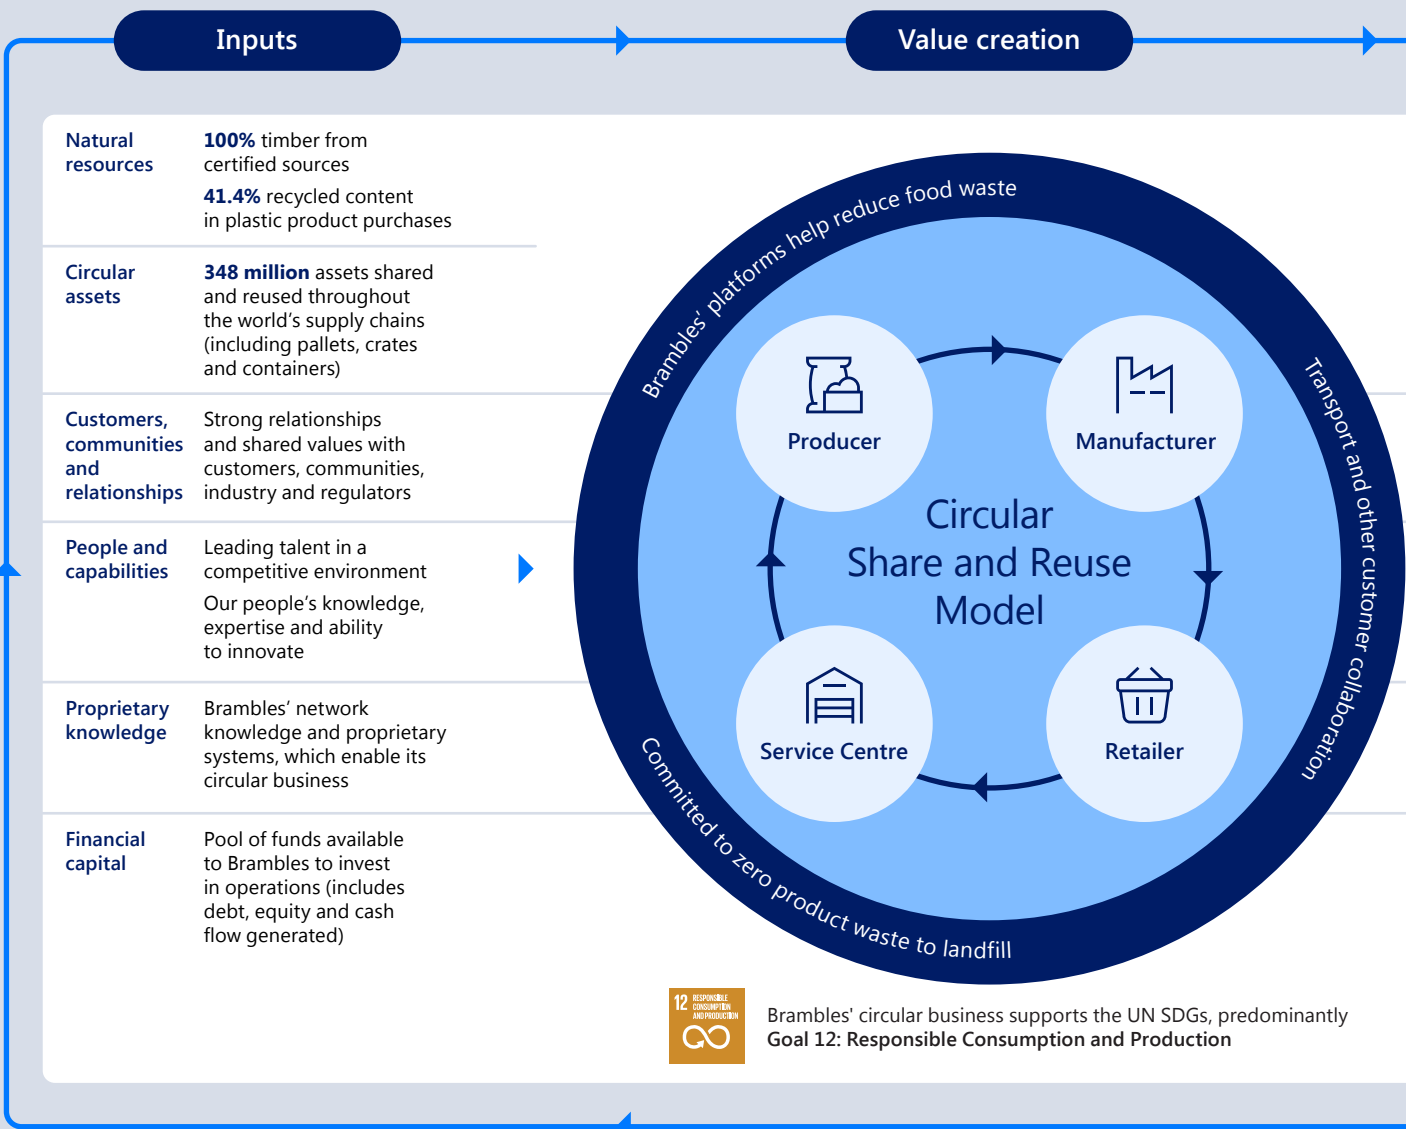 Inputs
Value creation
Natural
resources
100% timber from
certified sources
41.4% recycled content
in plastic product purchases
Circular
assets
348 million assets shared
and reused throughout
the world's supply chains
(including pallets, crates
and containers)
Customers,
communities
and
relationships
Strong relationships
and shared values with
customers, communities,
industry and regulators
People and
capabilities
Leading talent in a
competitive environment
Our people's knowledge,
expertise and ability
to innovate
Proprietary
knowledge
Brambles' network
knowledge and proprietary
systems, which enable its
circular business
Financial
capital
Pool of funds available
to Brambles to invest
in operations (includes
debt, equity and cash
flow generated)
Brambles' platforms help reduce food waste
Transport and other customer collaboration
Committed to zero product waste to landfill
Producer
Manufacturer
Circular
Share and Reuse
Model
Service Centre
Retailer
12 RESPONSIBLE
CONSUMPTION
AND PRODUCTION
Brambles' circular business supports the UN SDGs, predominantly
Goal 12: Responsible Consumption and Production